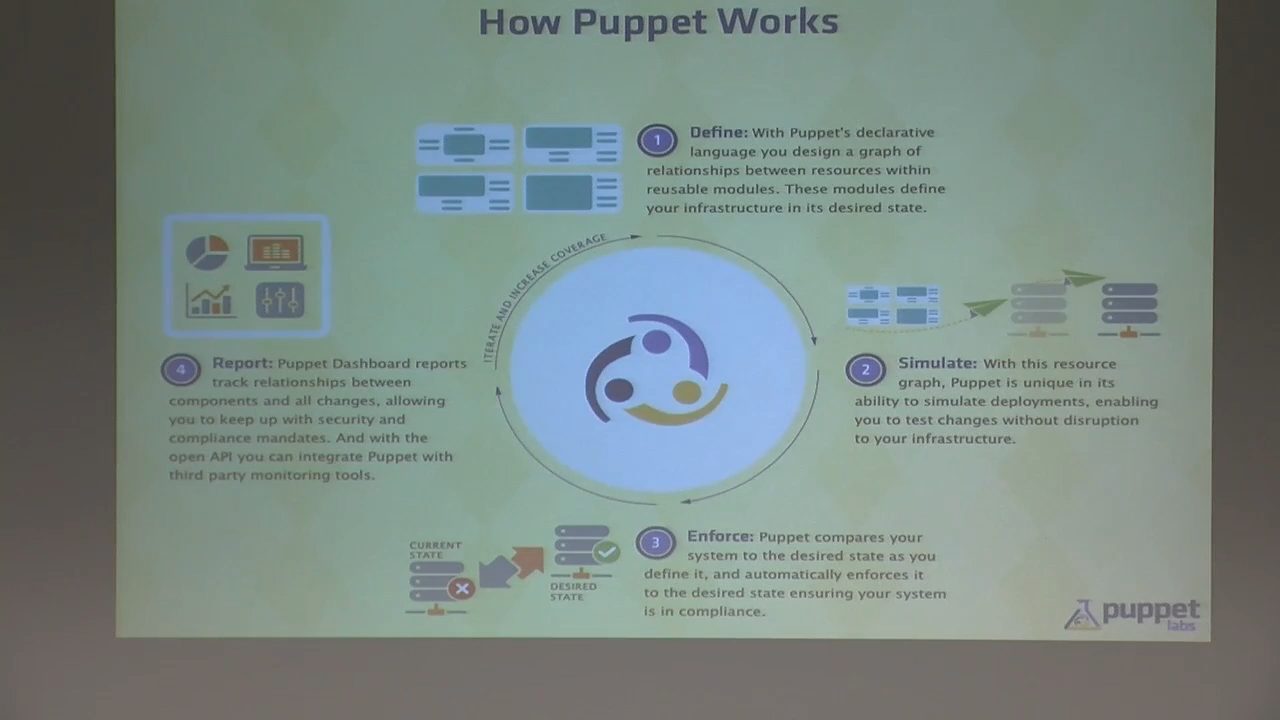 How Puppet Works
1
Define: With Puppet's declarative
language you design a graph of
relationships between resources within
reusable modules. These modules define
your infrastructure in its desired state.
ITERATE AND INCREASE COVERAGE
2
Simulate: With this resource
graph, Puppet is unique in its
ability to simulate deployments, enabling
you to test changes without disruption
to your infrastructure.
4
Report: Puppet Dashboard reports
track relationships between
components and all changes, allowing
you to keep up with security and
compliance mandates. And with the
open API you can integrate Puppet with
third party monitoring tools.
CURRENT
STATE
DESIRED
STATE
3
Enforce: Puppet compares your
system to the desired state as you
define it, and automatically enforces it
to the desired state ensuring your system
is in compliance.
puppet
labs